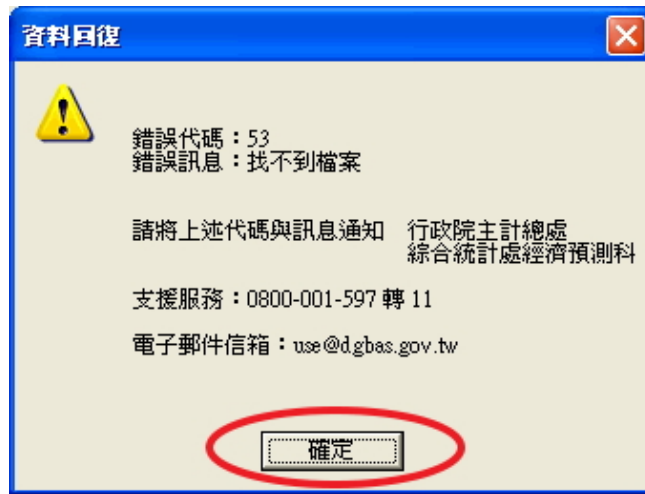 資料回復
錯誤代碼：53
錯誤訊息：找不到檔案
請將上述代碼與訊息通知 行政院主計總處
綜合統計處經濟預測科
支援服務：0800-001-597 轉 11
電子郵件信箱：use@dgbas.gov.tw
確定